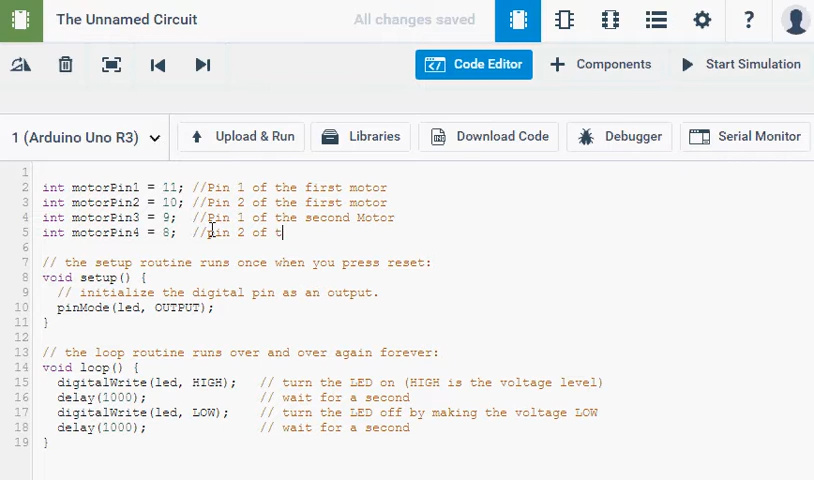 The Unnamed Circuit
All changes saved
?
Code Editor
Components
Start Simulation
1 (Arduino Uno R3)
Upload & Run
Libraries
Download Code
Debugger
Serial Monitor
1
2 int motorPin1 = 11; //Pin 1 of the first motor
3 int motorPin2 = 10; //Pin 2 of the first motor
4 int motorPin3 = 9;  //Pin 1 of the second Motor
5 int motorPin4 = 8;  //pin 2 of t
6
7 // the setup routine runs once when you press reset:
8 void setup() {
9   // initialize the digital pin as an output.
10   pinMode(led, OUTPUT);
11 }
12
13 // the loop routine runs over and over again forever:
14 void loop() {
15   digitalWrite(led, HIGH);   // turn the LED on (HIGH is the voltage level)
16   delay(1000);               // wait for a second
17   digitalWrite(led, LOW);    // turn the LED off by making the voltage LOW
18   delay(1000);               // wait for a second
19 }